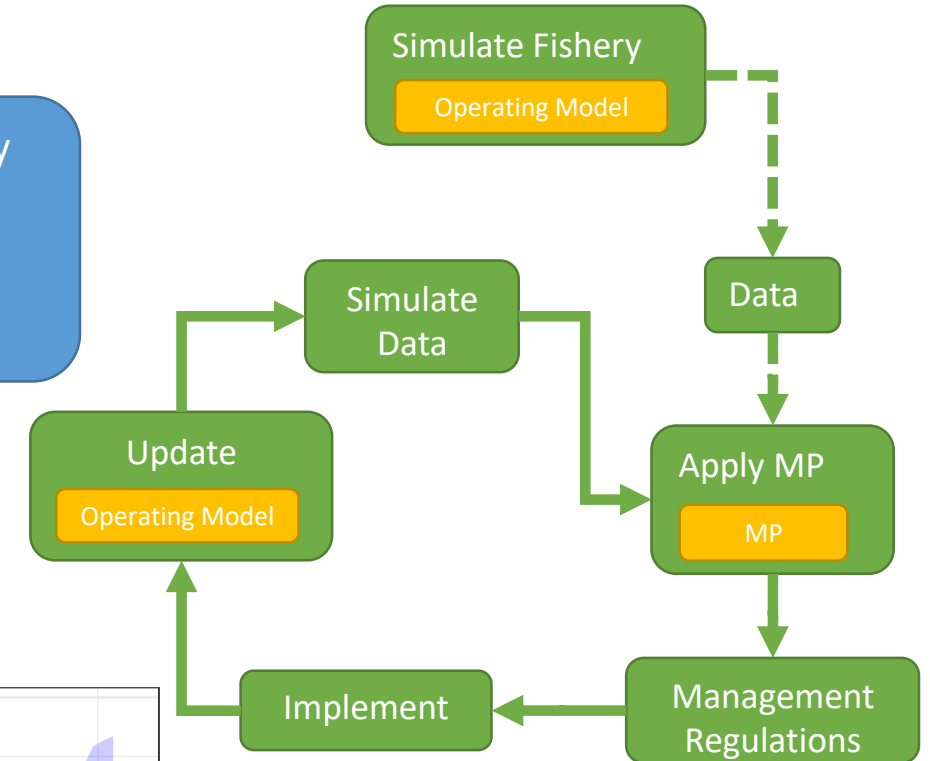 Simulate Fishery
Operating Model
y
Simulate
Data
Data
Update
Operating Model
Apply MP
MP
Implement
Management
Regulations